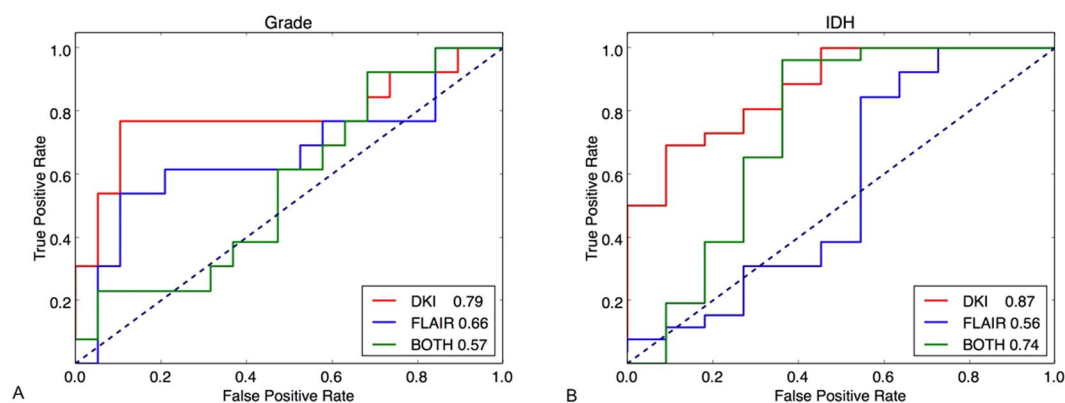 Grade
True Positive Rate
1.0
0.8
0.6
0.4
0.2
0.0 0.2 0.4 0.6 0.8 1.0
False Positive Rate
DKI 0.79
FLAIR 0.66
BOTH 0.57
A
IDH
True Positive Rate
1.0
0.8
0.6
0.4
0.2
0.0 0.2 0.4 0.6 0.8 1.0
False Positive Rate
DKI 0.87
FLAIR 0.56
BOTH 0.74
B